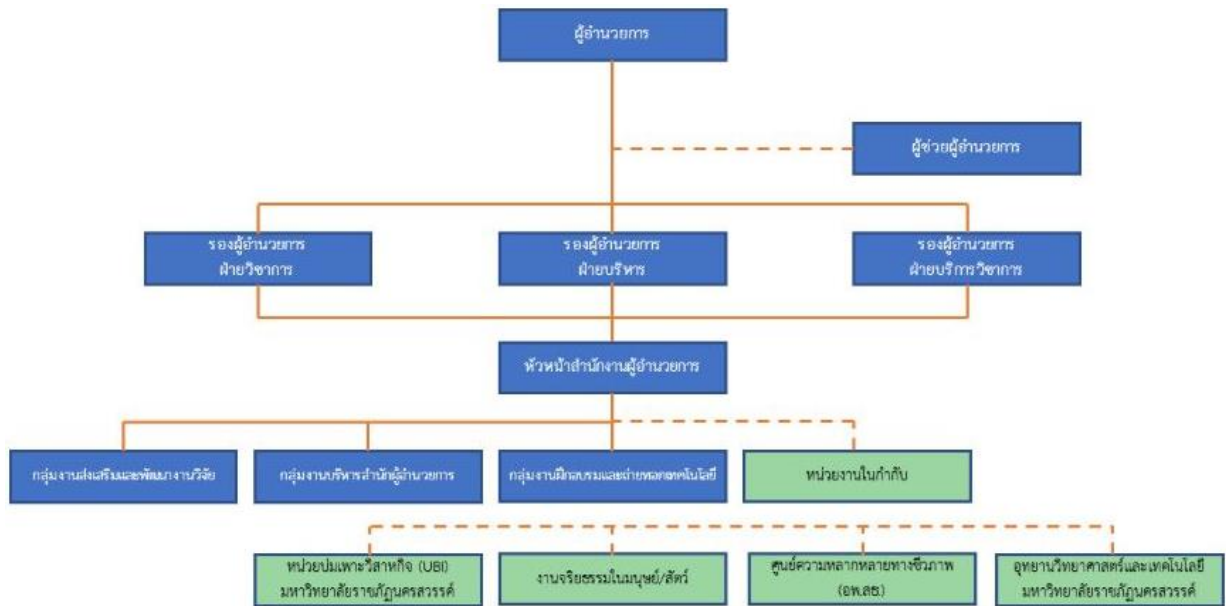 ผู้อำนวยการ
ผู้ช่วยผู้อำนวยการ
รองผู้อำนวยการ
ฝ่ายวิชาการ
รองผู้อำนวยการ
ฝ่ายบริหาร
รองผู้อำนวยการ
ฝ่ายบริการวิชาการ
หัวหน้าสำนักงานผู้อำนวยการ
กลุ่มงานส่งเสริมและพัฒนางานวิจัย
กลุ่มงานบริหารสำนักผู้อำนวยการ
กลุ่มงานฝึกอบรมและถ่ายทอดเทคโนโลยี
หน่วยงานในกำกับ
หน่วยบ่มเพาะวิสาหกิจ (UBI)
มหาวิทยาลัยราชภัฏนครสวรรค์
งานจริยธรรมในมนุษย์/สัตว์
ศูนย์ความหลากหลายทางชีวภาพ
(อพ.สธ.)
อุทยานวิทยาศาสตร์และเทคโนโลยี
มหาวิทยาลัยราชภัฏนครสวรรค์